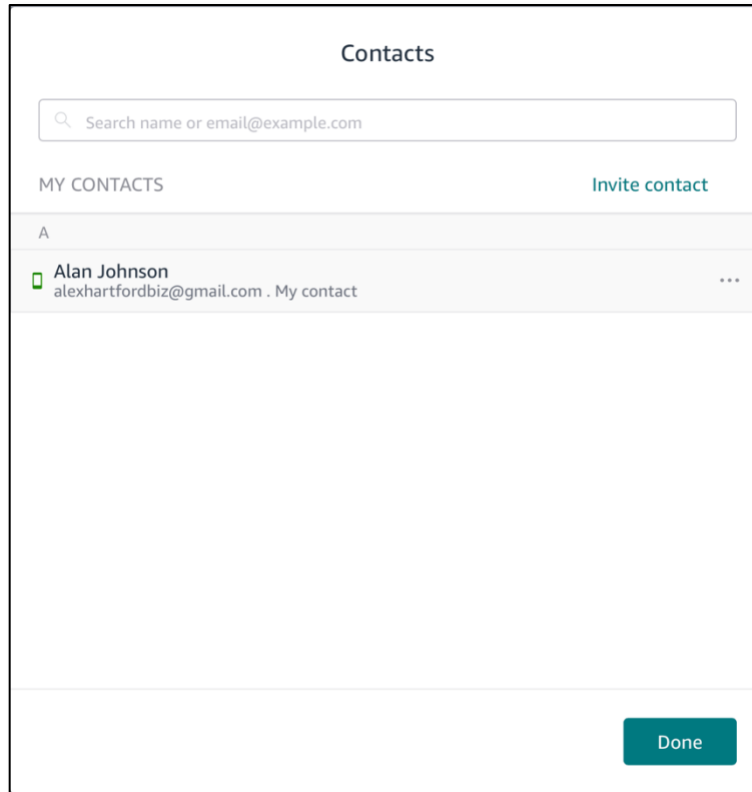 Contacts
Search name or email@example.com
MY CONTACTS Invite contact
A
Alan Johnson
alexhartfordbiz@gmail.com . My contact
Done